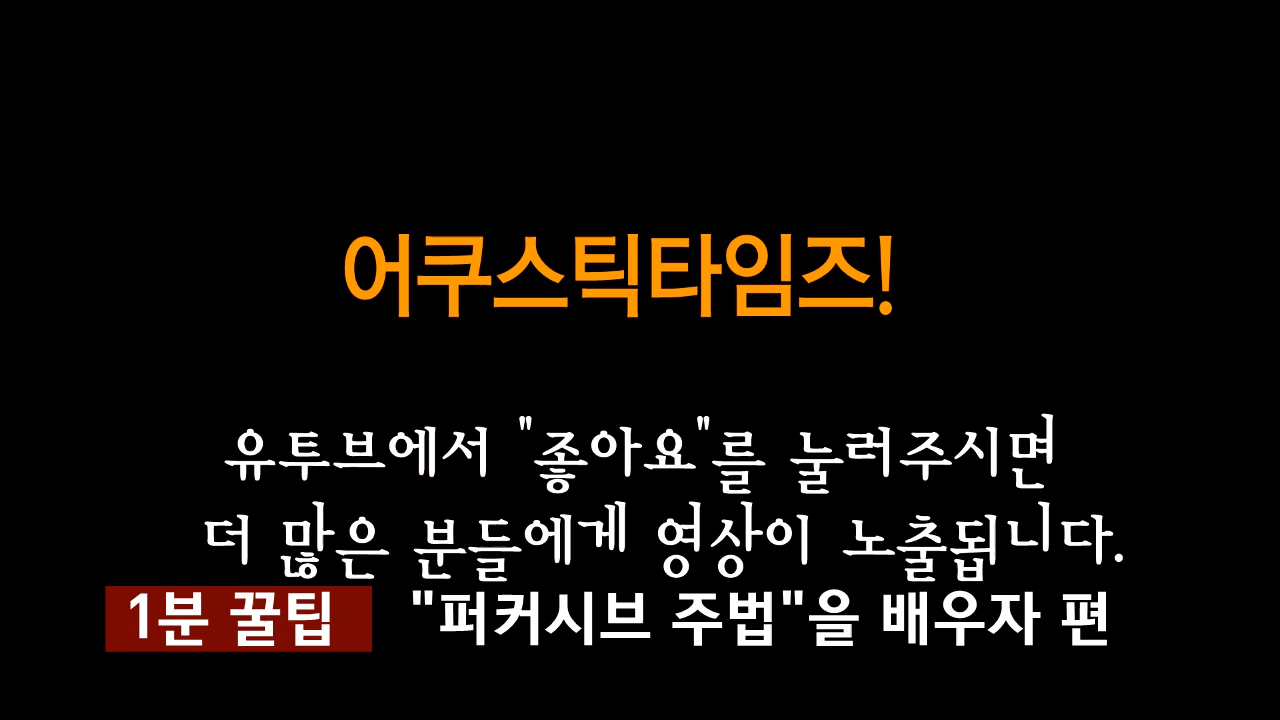 어쿠스틱타임즈!
유투브에서 "좋아요"를 눌러주시면
더 많은 분들에게 영상이 노출됩니다.
1분 꿀팁 "퍼커시브 주법"을 배우자 편